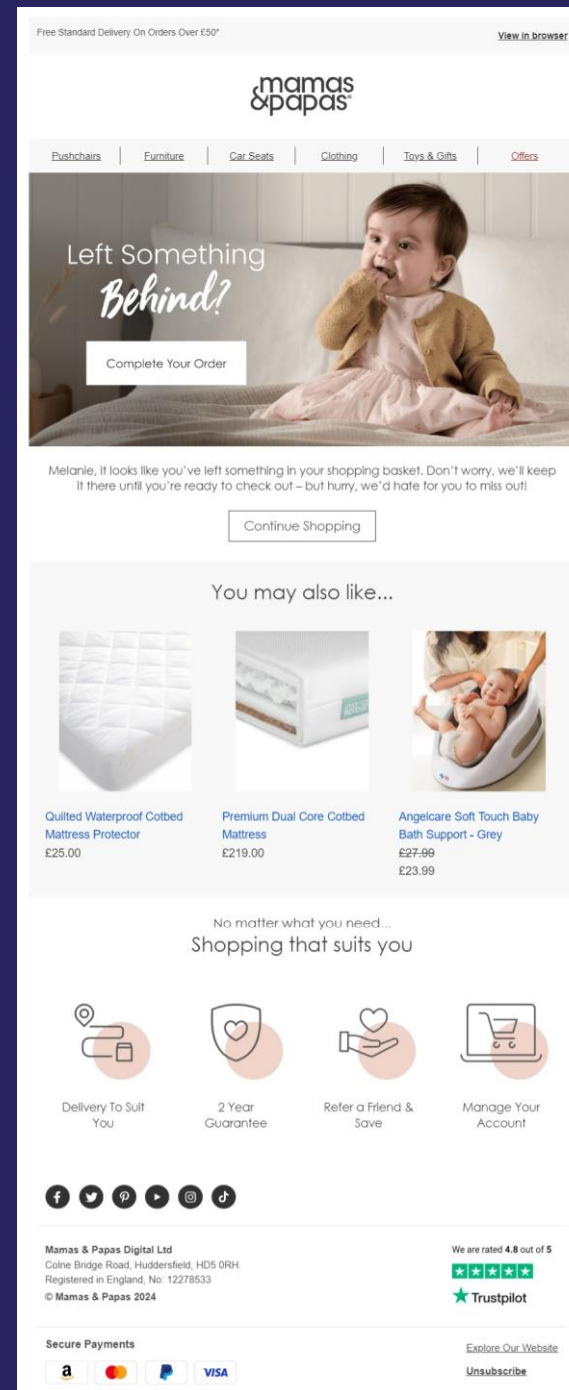 Free Standard Delivery On Orders Over £50*
View in browser
mamas
&papas
Pushchairs
Furniture
Car Seats
Clothing
Toys & Gifts
Offers
Left Something
Behind?
Complete Your Order
Melanie, it looks like you've left something in your shopping basket. Don't worry, we'll keep
it there until you're ready to check out – but hurry, we'd hate for you to miss out!
Continue Shopping
You may also like...
Quilted Waterproof Cotbed
Mattress Protector
£25.00
Premium Dual Core Cotbed
Mattress
£219.00
Angelcare Soft Touch Baby
Bath Support - Grey
£27.99
£23.99
No matter what you need...
Shopping that suits you
Delivery To Suit
You
2 Year
Guarantee
Refer a Friend &
Save
Manage Your
Account
Mamas & Papas Digital Ltd
Colne Bridge Road, Huddersfield, HD5 0RH.
Registered in England, No: 12278533
© Mamas & Papas 2024
We are rated 4.8 out of 5
Trustpilot
Secure Payments
VISA
Explore Our Website
Unsubscribe